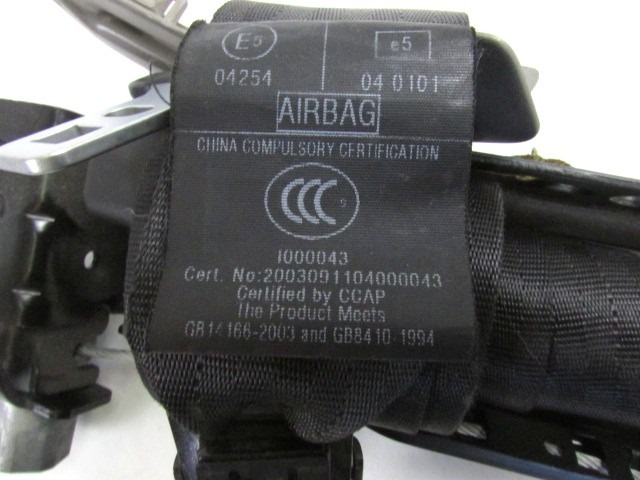 E5 e5
04254 04 0101
AIRBAG
CHINA COMPULSORY CERTIFICATION
CCC S
I000043
Cert. No:2003091104000043
Certified by CCAP
The Product Meets
GB14166-2003 and GB8410-1994